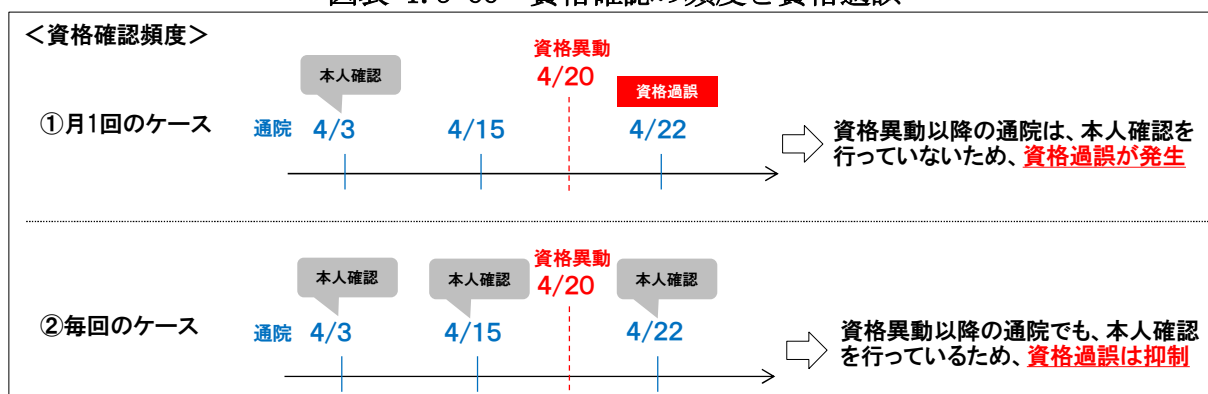 ＜資格確認頻度＞
資格異動
4/20
本人確認
資格過誤
①月1回のケース
通院 4/3 4/15 4/22
資格異動以降の通院は、本人確認を
行っていないため、資格過誤が発生
資格異動
4/20
本人確認 本人確認 本人確認
②毎回のケース
通院 4/3 4/15 4/22
資格異動以降の通院でも、本人確認
を行っているため、資格過誤は抑制